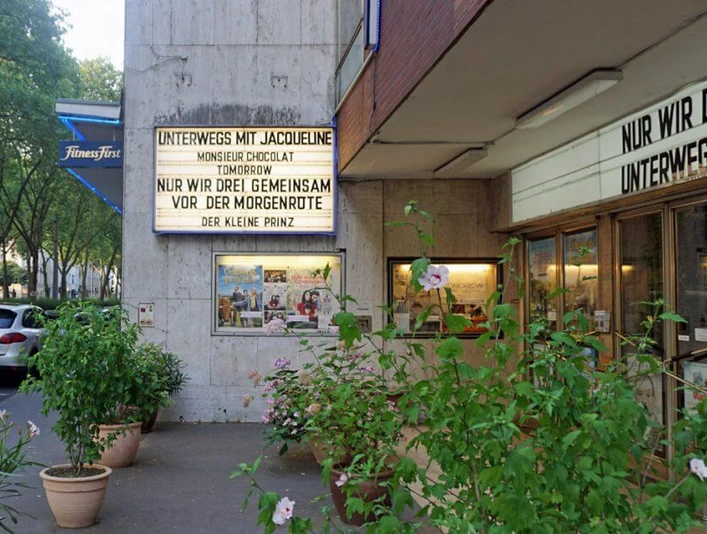 Fitness First
UNTERWEGS MIT JACQUELINE
MONSIEUR CHOCOLAT
TOMORROW
NUR WIR DREI GEMEINSAM
VOR DER MORGENRÖTE
DER KLEINE PRINZ
NUR WIR D
UNTERWEG
TOMORROW